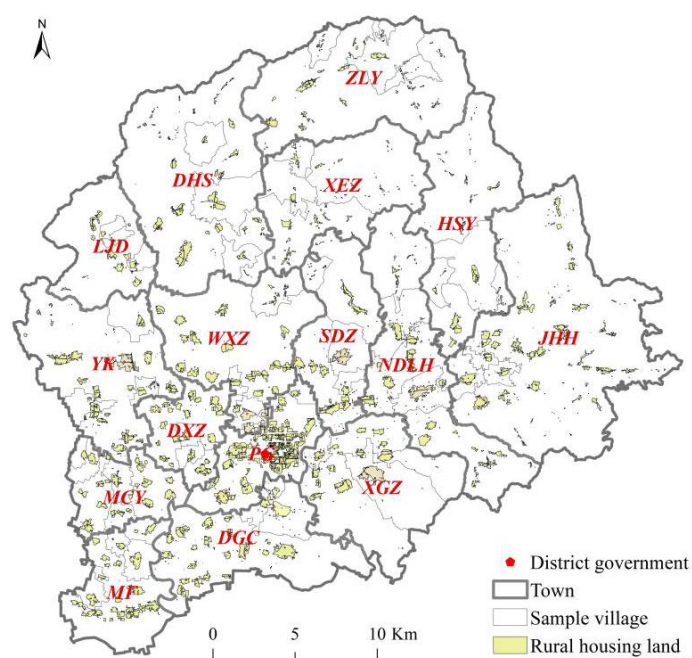 N
ZLY
DHS
XEZ
HSY
LJD
WXZ
SDZ
JHH
YK
NDLH
DXZ
P
XGZ
MCY
DGC
MF
District government
Town
Sample village
Rural housing land
0 5 10 Km